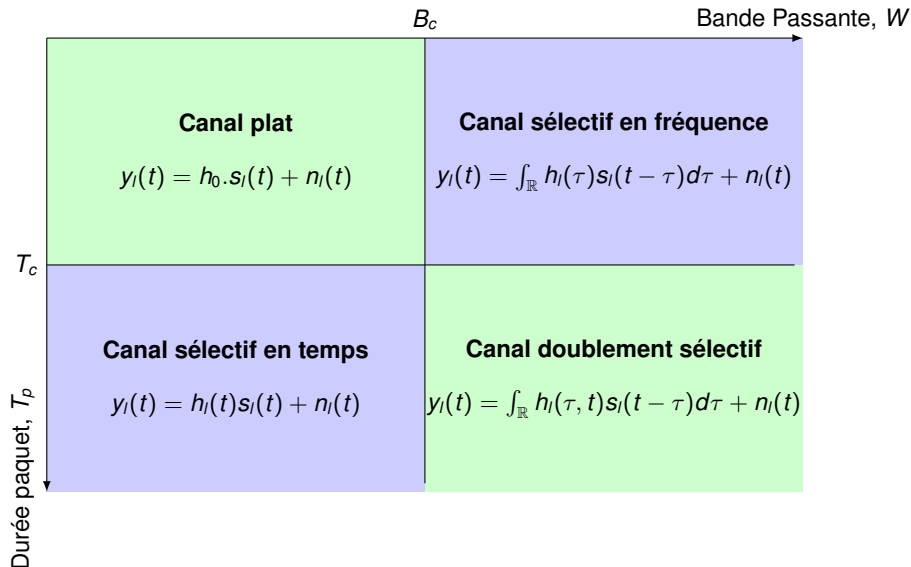 B_c
Bande Passante, W
Canal plat
y_l(t) = h_0.s_l(t) + n_l(t)
Canal sélectif en fréquence
y_l(t) = ∫_ℝ h_l(τ)s_l(t − τ)dτ + n_l(t)
T_c
Canal sélectif en temps
y_l(t) = h_l(t)s_l(t) + n_l(t)
Canal doublement sélectif
y_l(t) = ∫_ℝ h_l(τ, t)s_l(t − τ)dτ + n_l(t)
Durée paquet, T_p